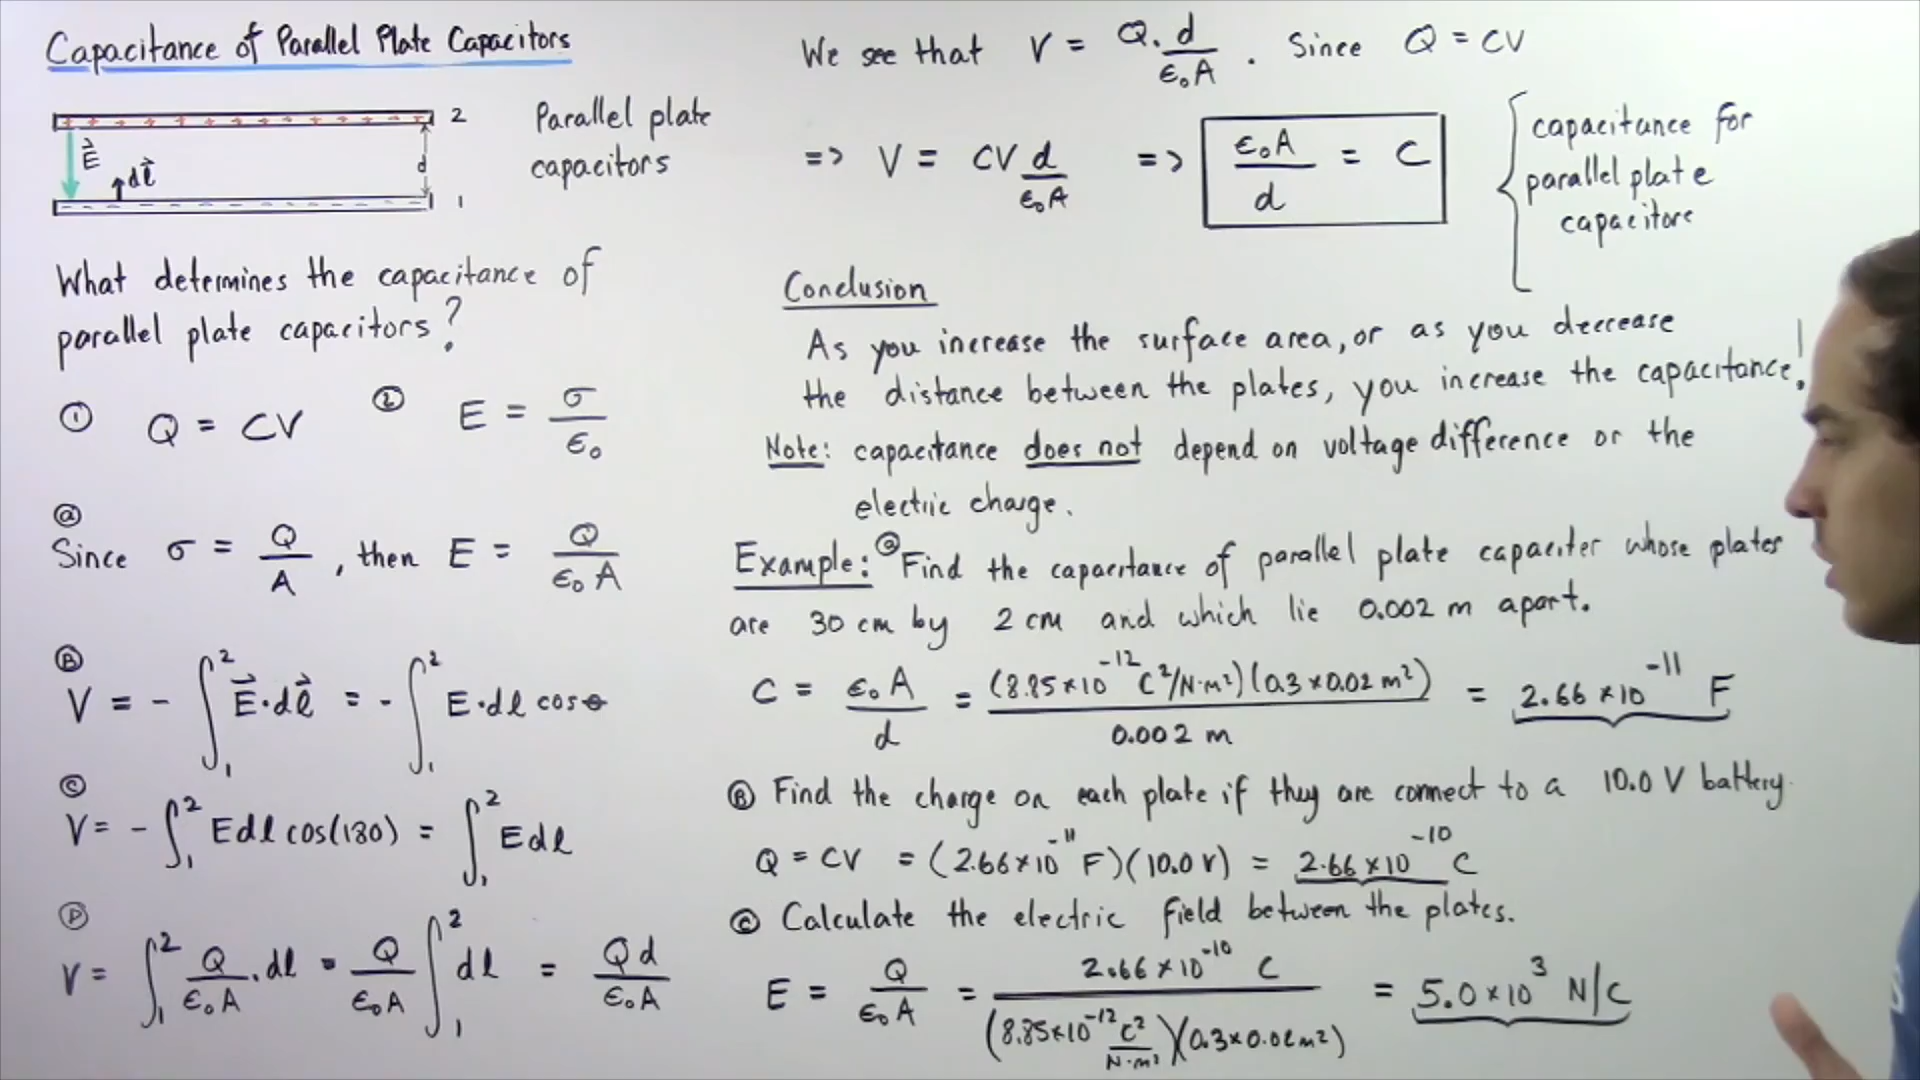 Capacitance of Parallel Plate Capacitors
+ + + + + + + + + + + + 2
E⃗
dl⃗
d
- - - - - - - - - - - - 1
Parallel plate
capacitors
What determines the capacitance of
parallel plate capacitors?
① Q = CV ② E = σ/ε₀
ⓐ
Since σ = Q/A , then E = Q/ε₀A
Ⓑ
V = - ∫₁² E⃗·dl⃗ = - ∫₁² E·dl cosθ
Ⓒ
V = - ∫₁² Edl cos(180) = ∫₁² Edl
Ⓓ
V = ∫₁² Q/ε₀A · dl = Q/ε₀A ∫₁² dl = Qd/ε₀A
We see that V = Q·d/ε₀A . Since Q = CV
=> V = CV d/ε₀A => ε₀A/d = C
capacitance for
parallel plate
capacitors
Conclusion
As you increase the surface area, or as you decrease
the distance between the plates, you increase the capacitance!
Note: capacitance does not depend on voltage difference or the
electric charge.
Example: ⓐ Find the capacitance of parallel plate capaciter whose plates
are 30 cm by 2 cm and which lie 0.002 m apart.
C = ε₀A/d = (8.85×10⁻¹² C²/N·m²)(0.3×0.02 m²)/0.002 m = 2.66×10⁻¹¹ F
Ⓑ Find the charge on each plate if they are connect to a 10.0 V battery.
Q = CV = (2.66×10⁻¹¹ F)(10.0 V) = 2.66×10⁻¹⁰ C
Ⓒ Calculate the electric field between the plates.
E = Q/ε₀A = 2.66×10⁻¹⁰ C/(8.85×10⁻¹² C²/N·m²)(0.3×0.02m²) = 5.0×10³ N/C